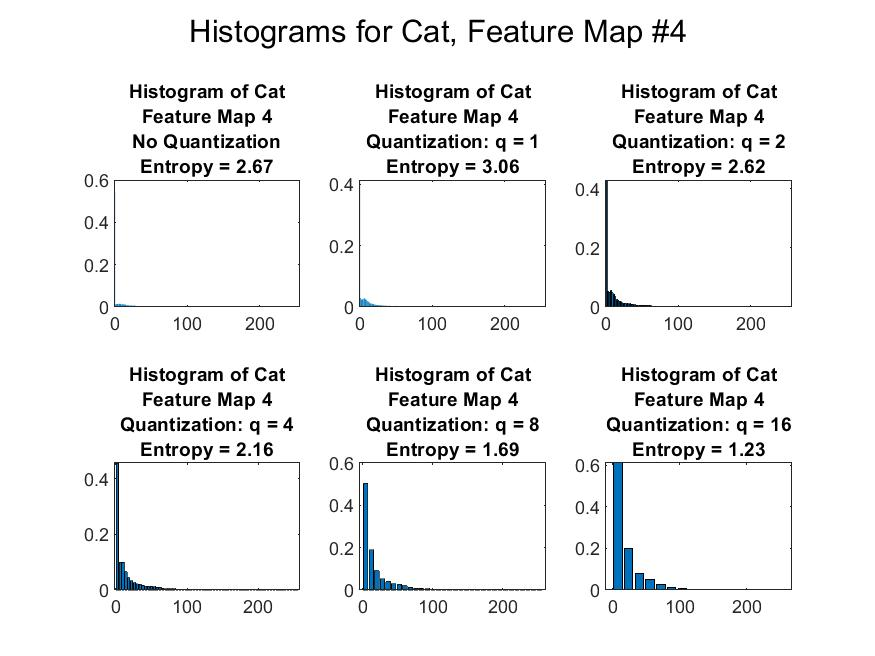 Histograms for Cat, Feature Map #4
Histogram of Cat
Feature Map 4
No Quantization
Entropy = 2.67
0.6
0.4
0.2
0
0 100 200
Histogram of Cat
Feature Map 4
Quantization: q = 1
Entropy = 3.06
0.4
0.2
0
0 100 200
Histogram of Cat
Feature Map 4
Quantization: q = 2
Entropy = 2.62
0.4
0.2
0
0 100 200
Histogram of Cat
Feature Map 4
Quantization: q = 4
Entropy = 2.16
0.4
0.2
0
0 100 200
Histogram of Cat
Feature Map 4
Quantization: q = 8
Entropy = 1.69
0.6
0.4
0.2
0
0 100 200
Histogram of Cat
Feature Map 4
Quantization: q = 16
Entropy = 1.23
0.6
0.4
0.2
0
0 100 200